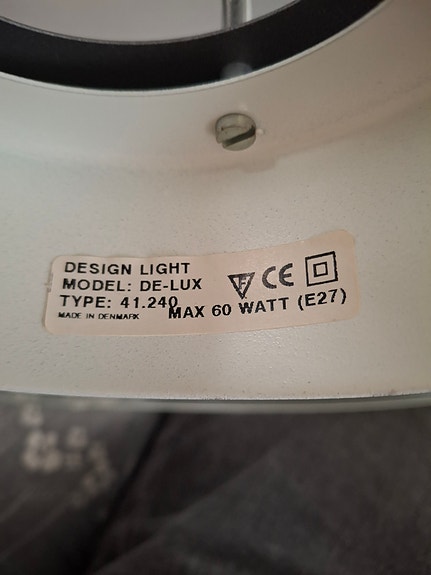 DESIGN LIGHT
MODEL: DE-LUX
TYPE: 41.240
MADE IN DENMARK
MAX 60 WATT (E27)
F CE